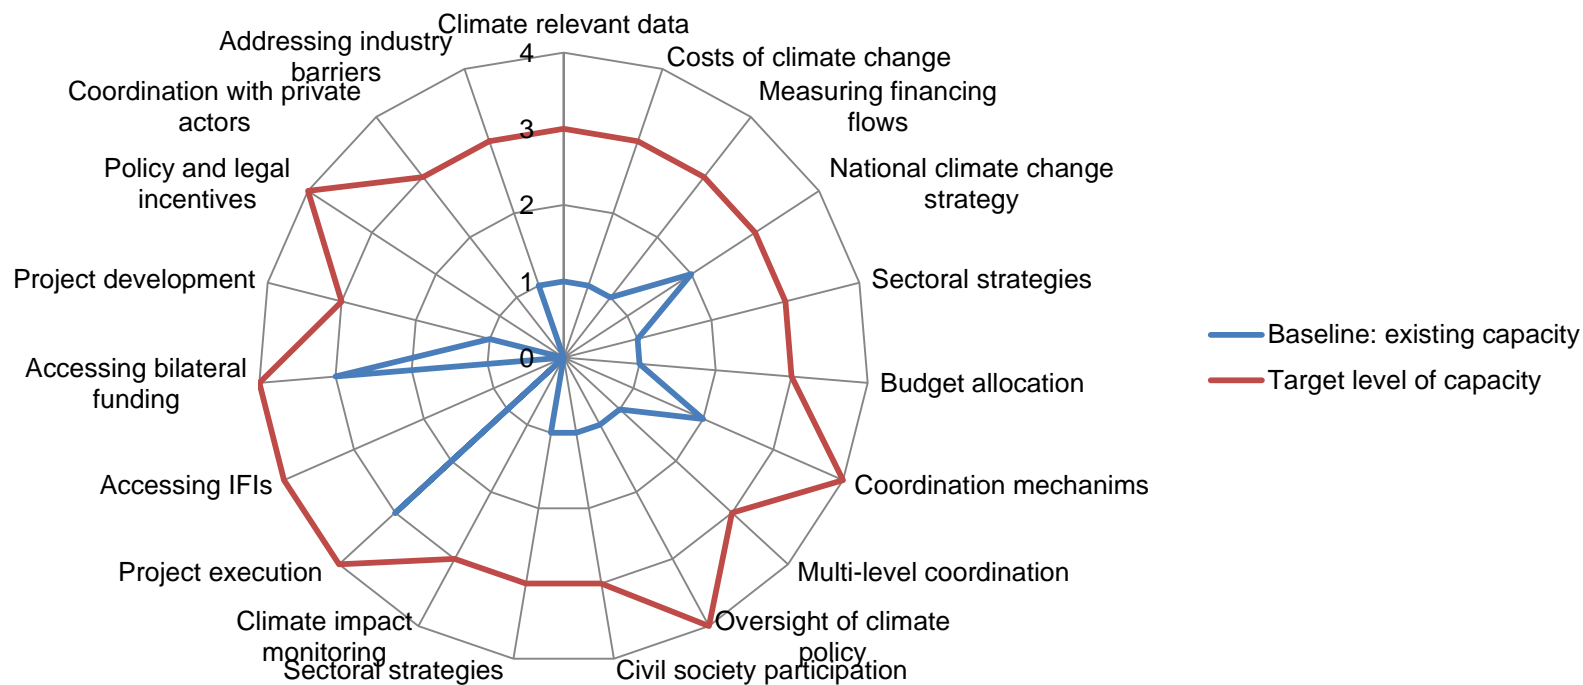 Climate relevant data
Costs of climate change
Measuring financing
flows
National climate change
strategy
Sectoral strategies
Budget allocation
Coordination mechanims
Multi-level coordination
Oversight of climate
policy
Civil society participation
Sectoral strategies
Climate impact
monitoring
Project execution
Accessing IFIs
Accessing bilateral
funding
Project development
Policy and legal
incentives
Coordination with private
actors
Addressing industry
barriers
4
3
2
1
0
Baseline: existing capacity
Target level of capacity